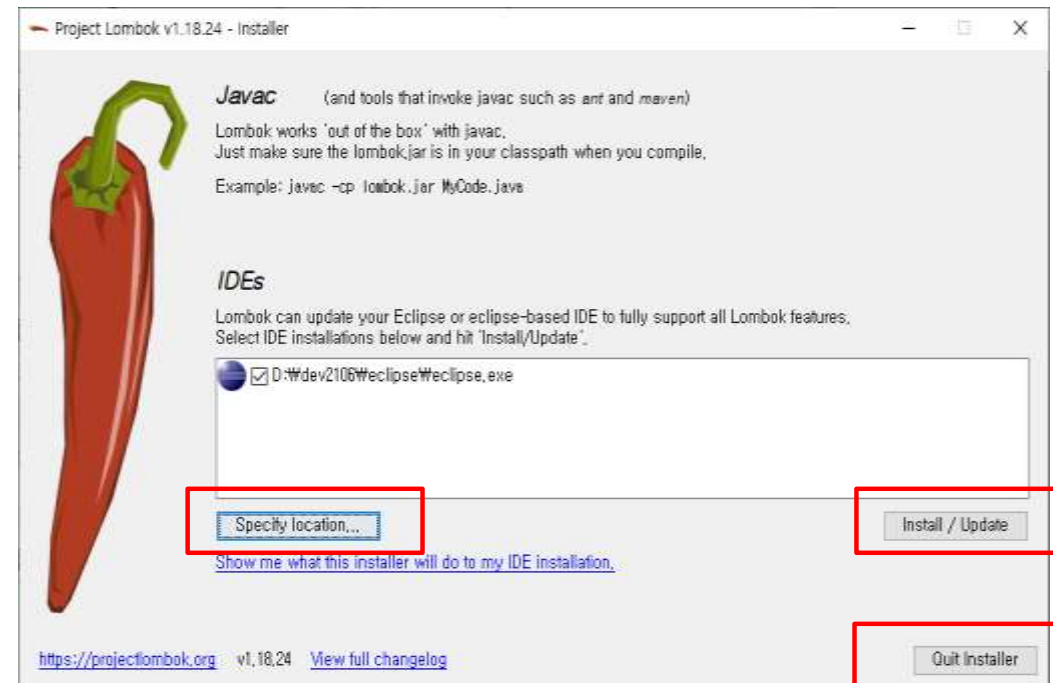 Project Lombok v1.18.24 - Installer
Javac (and tools that invoke javac such as ant and maven)
Lombok works 'out of the box' with javac.
Just make sure the lombok.jar is in your classpath when you compile.
Example: javac -cp lombok.jar MyCode.java
IDEs
Lombok can update your Eclipse or eclipse-based IDE to fully support all Lombok features.
Select IDE installations below and hit 'Install/Update'.
D:₩dev2106₩eclipse₩eclipse.exe
Specify location...
Install / Update
Show me what this installer will do to my IDE installation.
https://projectlombok.org v1.18.24 View full changelog
Quit Installer